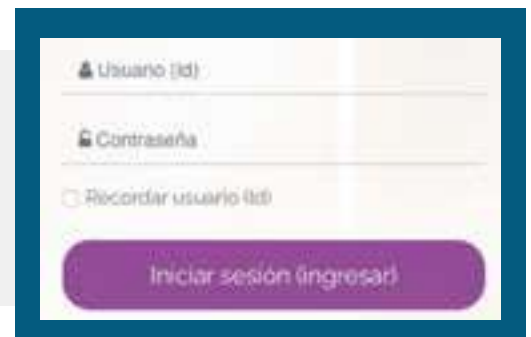 Usuario (Id)
Contraseña
Recordar usuario (Id)
Iniciar sesión (ingresar)